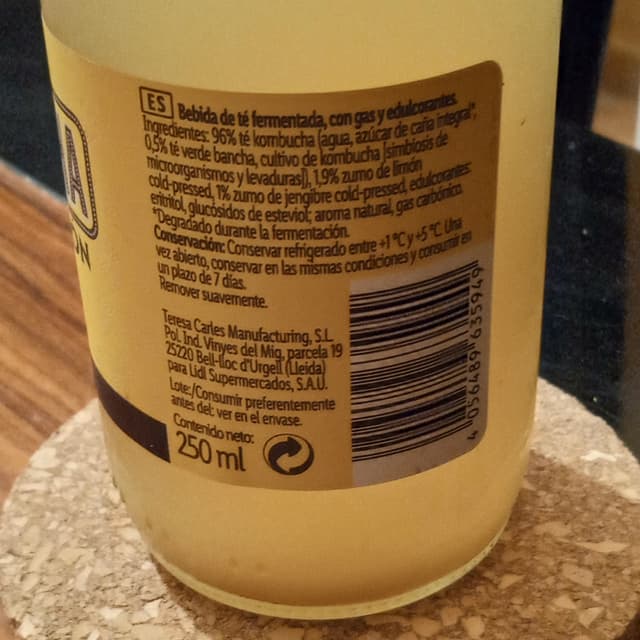 A
ON
ES Bebida de té fermentada, con gas y edulcorantes.
Ingredientes: 96% té kombucha [agua, azúcar de caña integral*,
0,5% té verde bancha, cultivo de kombucha [simbiosis de
microorganismos y levaduras]), 1,9% zumo de limón
cold-pressed, 1% zumo de jengibre cold-pressed, edulcorantes:
eritritol, glucósidos de esteviol; aroma natural, gas carbónico.
*Degradado durante la fermentación.
Conservación: Conservar refrigerado entre +1 °C y +5 °C. Una
vez abierto, conservar en las mismas condiciones y consumir en
un plazo de 7 días.
Remover suavemente.
Teresa Carles Manufacturing, S.L.
Pol. Ind. Vinyes del Mig, parcela 19
25220 Bell-lloc d'Urgell (Lleida)
para Lidl Supermercados, S.A.U.
Lote/Consumir preferentemente
antes del: ver en el envase.
Contenido neto:
250 ml
4 056489 635949